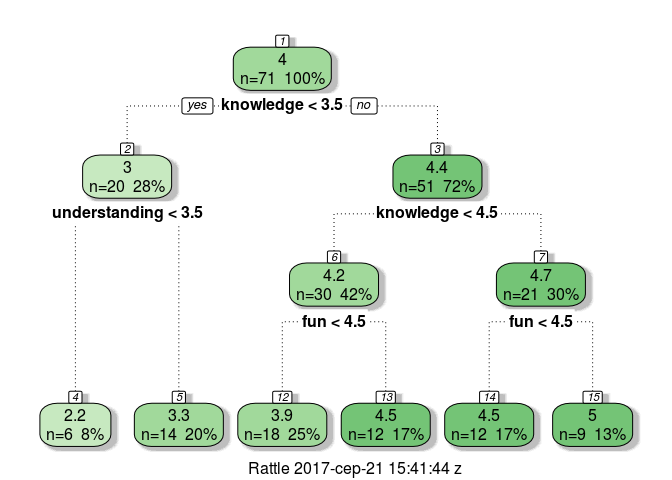 1
4
n=71 100%
yes knowledge < 3.5 no
2
3
n=20 28%
3
4.4
n=51 72%
understanding < 3.5
knowledge < 4.5
6
4.2
n=30 42%
7
4.7
n=21 30%
fun < 4.5
fun < 4.5
4
2.2
n=6 8%
5
3.3
n=14 20%
12
3.9
n=18 25%
13
4.5
n=12 17%
14
4.5
n=12 17%
15
5
n=9 13%
Rattle 2017-сер-21 15:41:44 z